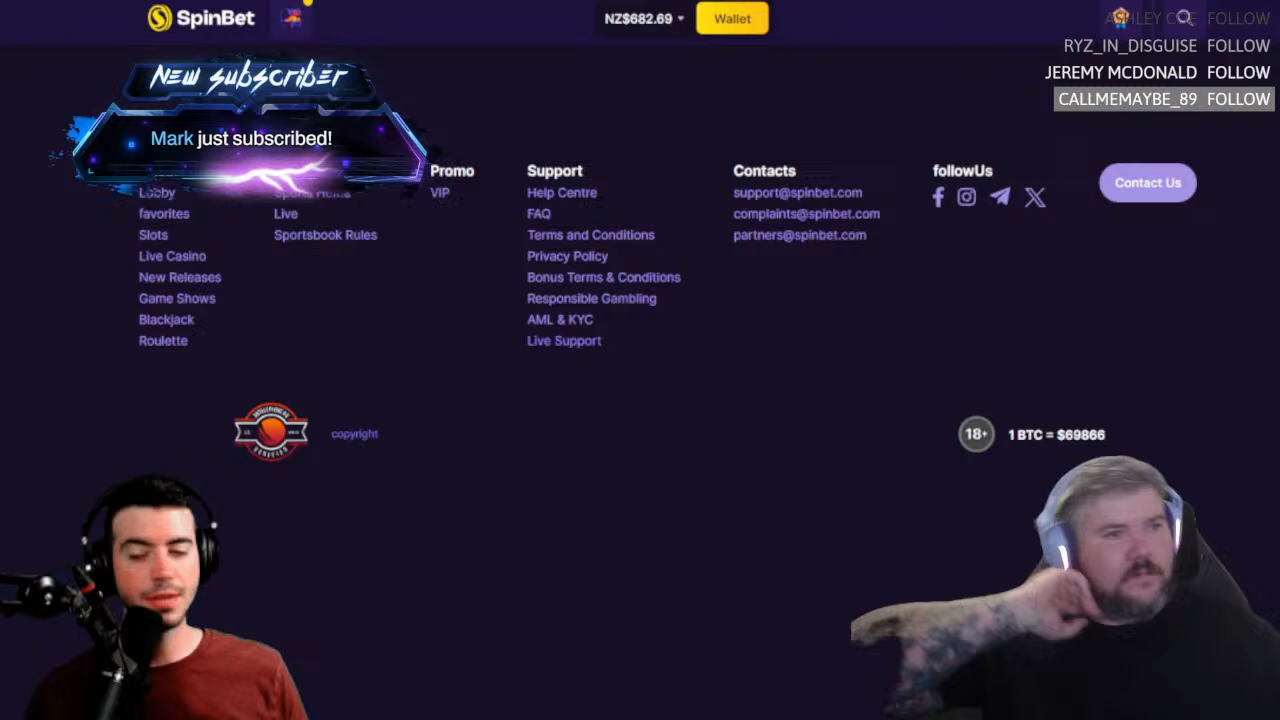 SpinBet
NZ$682.69
Wallet
FOLLOW
RYZ_IN_DISGUISE FOLLOW
JEREMY MCDONALD FOLLOW
CALLMEMAYBE_89 FOLLOW
New subscriber
Mark just subscribed!
Lobby
favorites
Slots
Live Casino
New Releases
Game Shows
Blackjack
Roulette
Sports Home
Live
Sportsbook Rules
Promo
VIP
Support
Help Centre
FAQ
Terms and Conditions
Privacy Policy
Bonus Terms & Conditions
Responsible Gambling
AML & KYC
Live Support
Contacts
support@spinbet.com
complaints@spinbet.com
partners@spinbet.com
followUs
Contact Us
copyright
18+
1 BTC = $69866